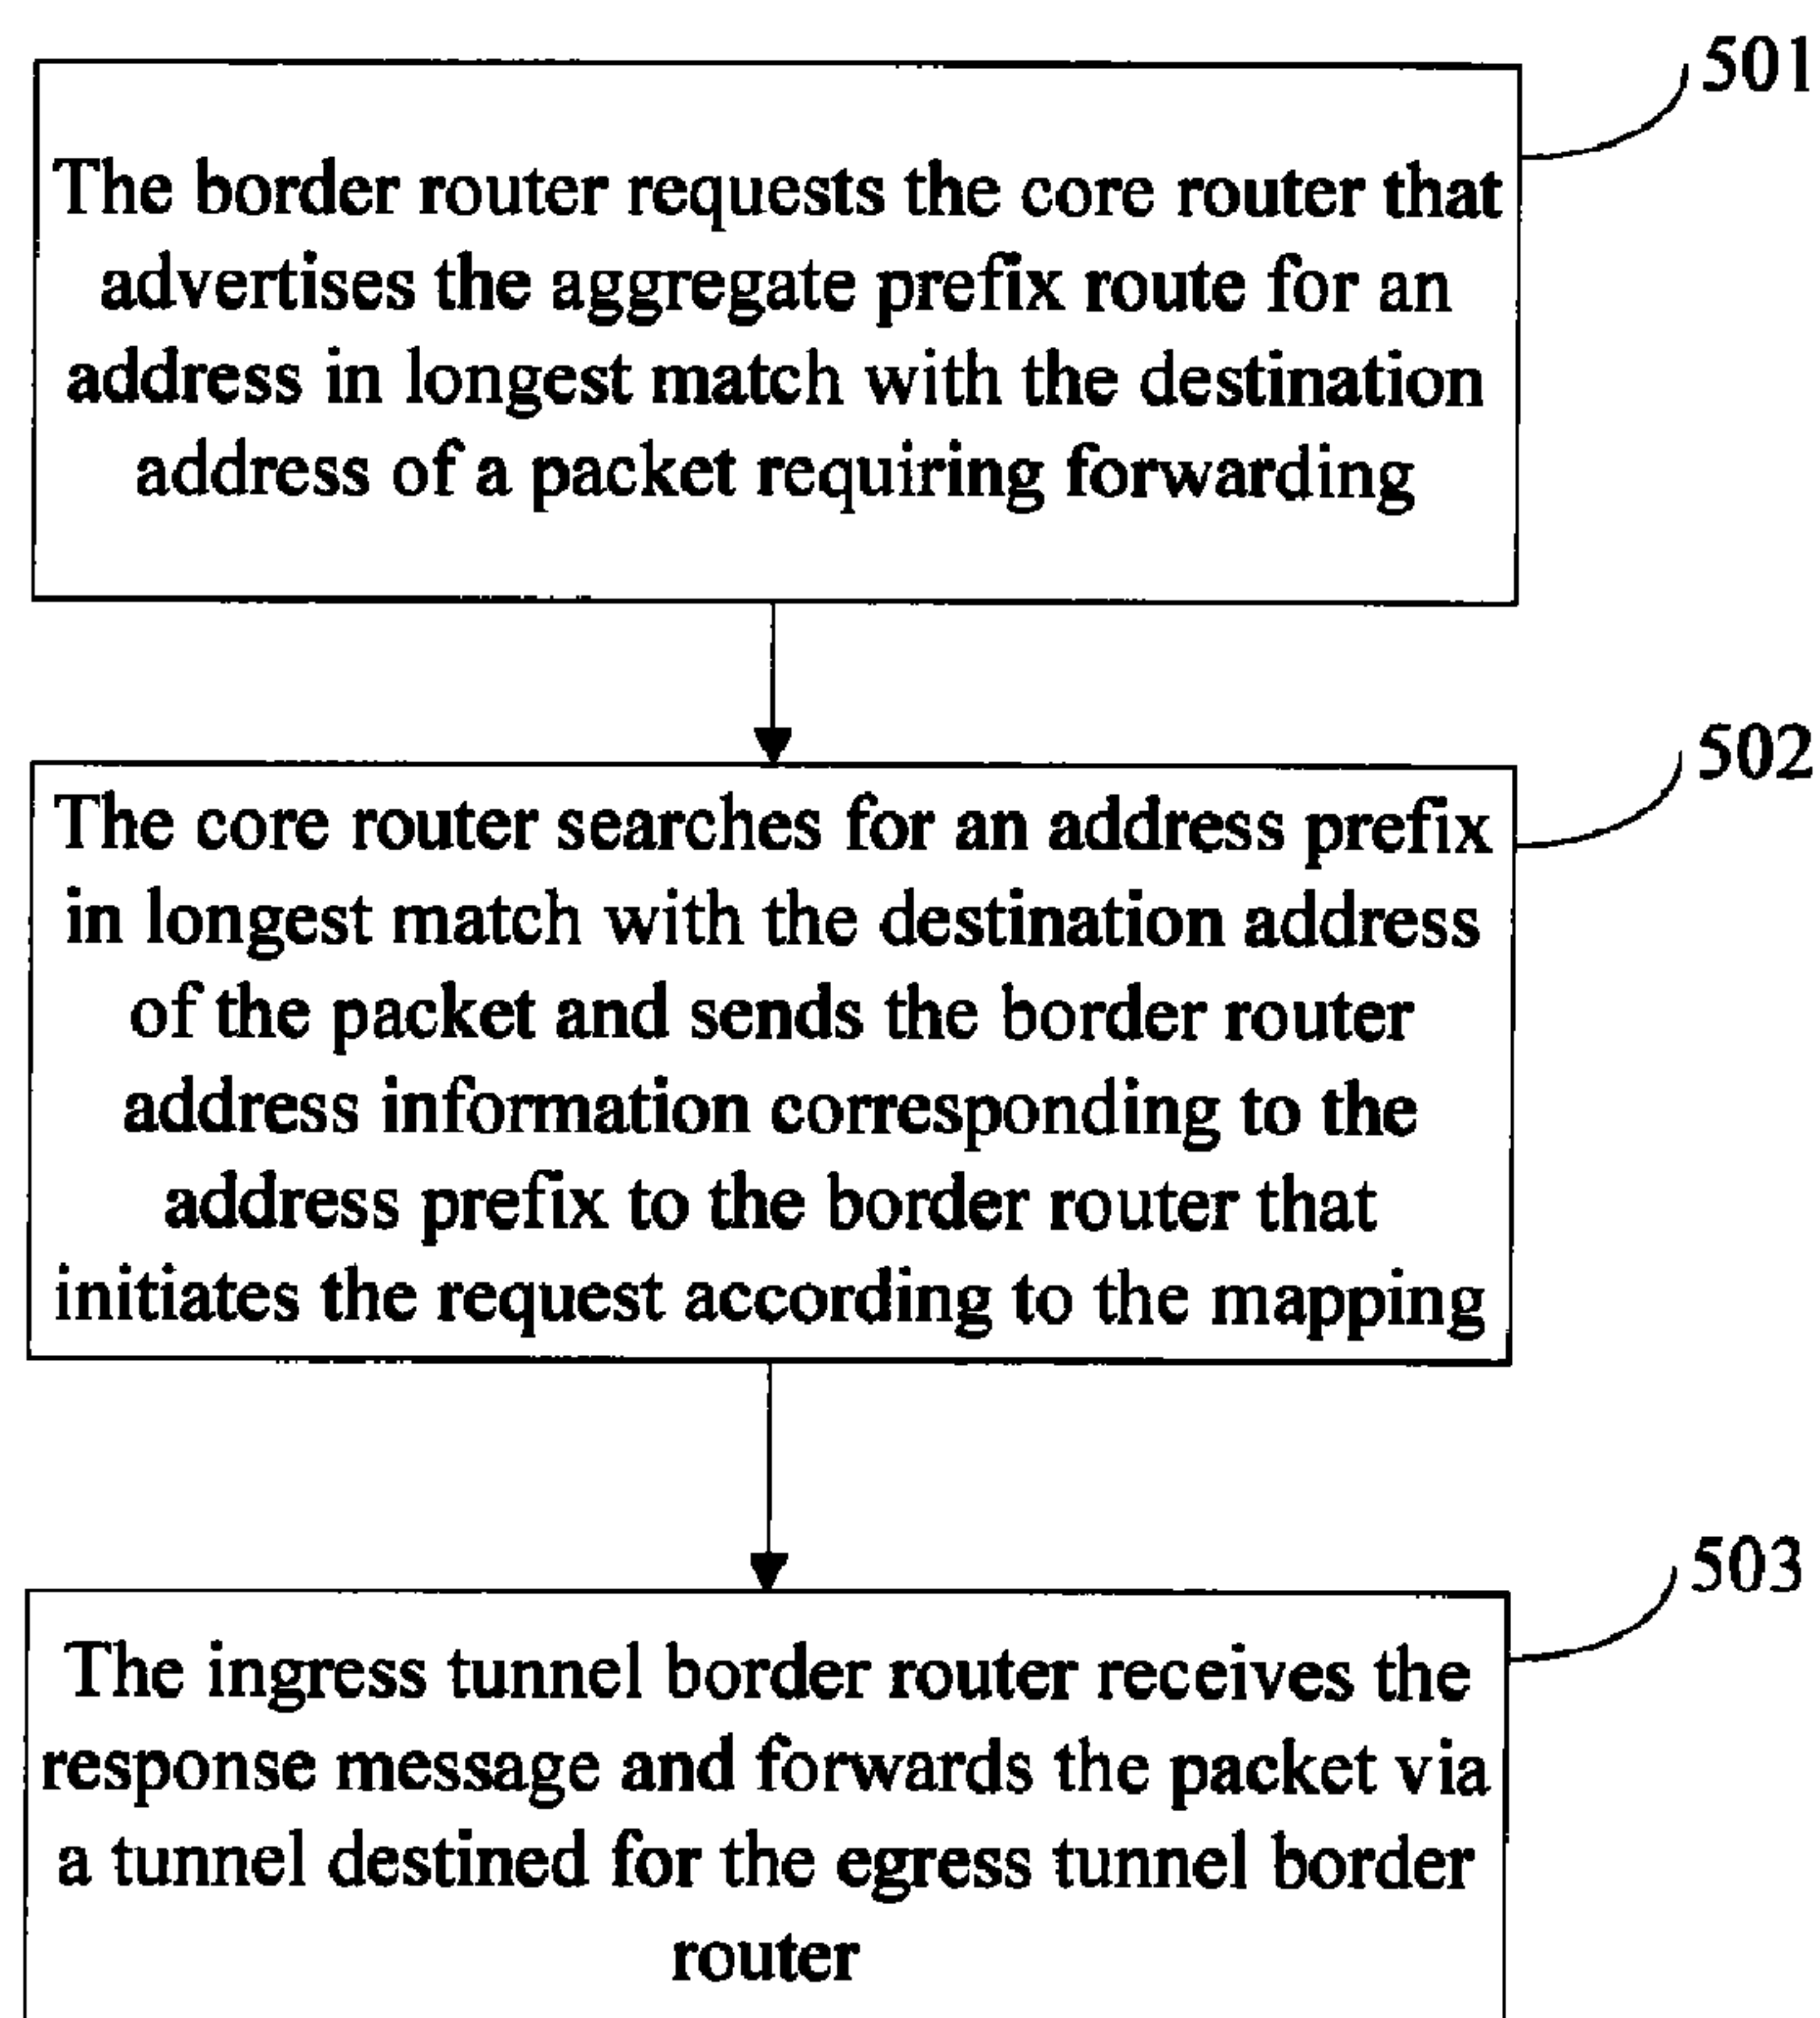 501
The border router requests the core router that
advertises the aggregate prefix route for an
address in longest match with the destination
address of a packet requiring forwarding
502
The core router searches for an address prefix
in longest match with the destination address
of the packet and sends the border router
address information corresponding to the
address prefix to the border router that
initiates the request according to the mapping
503
The ingress tunnel border router receives the
response message and forwards the packet via
a tunnel destined for the egress tunnel border
router